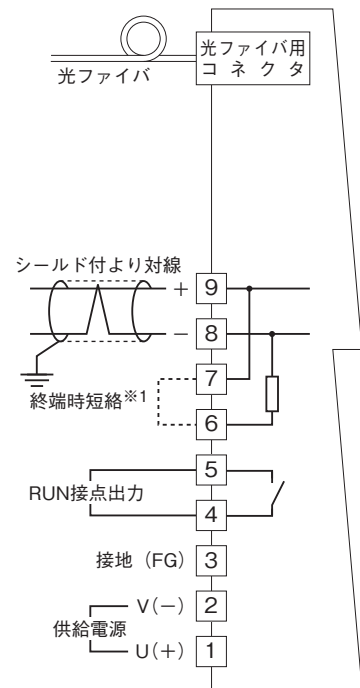 光ファイバ用
コネクタ
光ファイバ
シールド付より対線
+ 9
− 8
7
終端時短絡※1
6
5
RUN接点出力
4
接地（FG） 3
V(−) 2
供給電源
U(+) 1